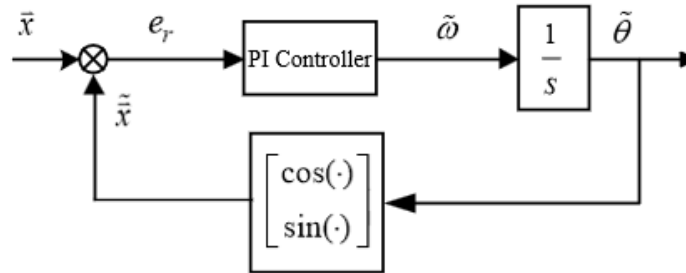 x̄ e_r PI Controller ω̃ 1/s θ̃
x̃̄
cos(·)
sin(·)